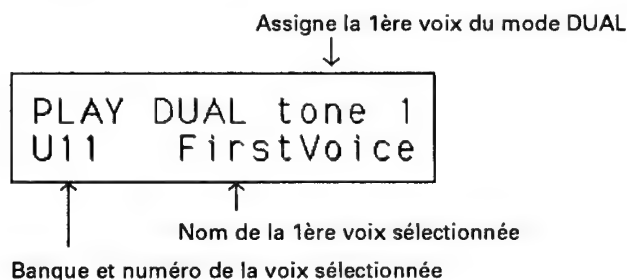 Assigne la 1ère voix du mode DUAL
PLAY DUAL tone 1
U11 FirstVoice
Nom de la 1ère voix sélectionnée
Banque et numéro de la voix sélectionnée